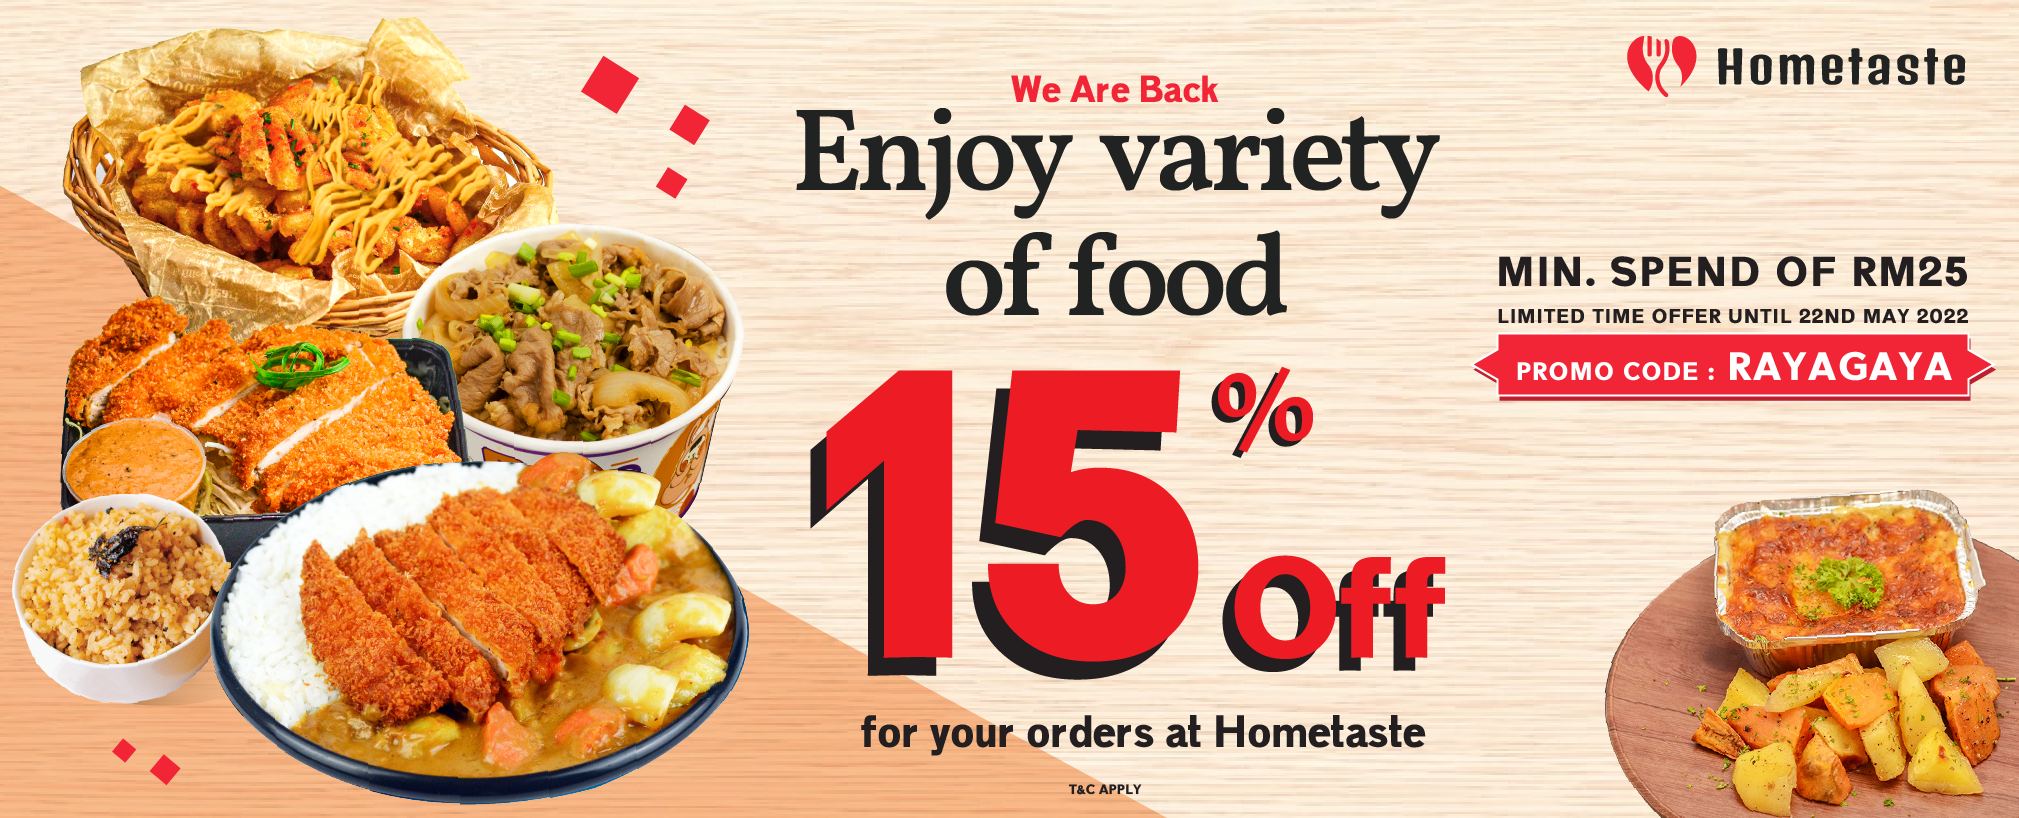 Hometaste
We Are Back
Enjoy variety
of food
15% Off
for your orders at Hometaste
T&C APPLY
MIN. SPEND OF RM25
LIMITED TIME OFFER UNTIL 22ND MAY 2022
PROMO CODE : RAYAGAYA